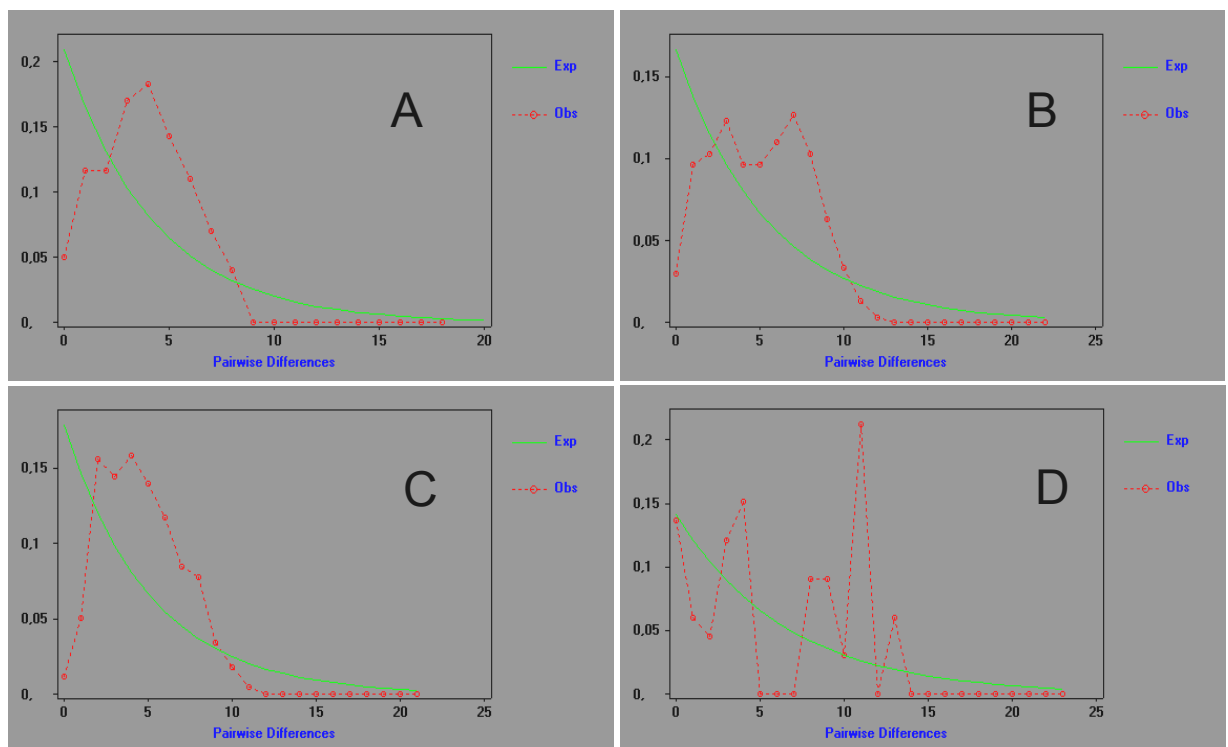 0,2
0,15
0,1
0,05
0,
0 5 10 15 20
Pairwise Differences
Exp
Obs
A
0,15
0,1
0,05
0,
0 5 10 15 20 25
Pairwise Differences
Exp
Obs
B
0,15
0,1
0,05
0,
0 5 10 15 20 25
Pairwise Differences
Exp
Obs
C
0,2
0,15
0,1
0,05
0,
0 5 10 15 20 25
Pairwise Differences
Exp
Obs
D